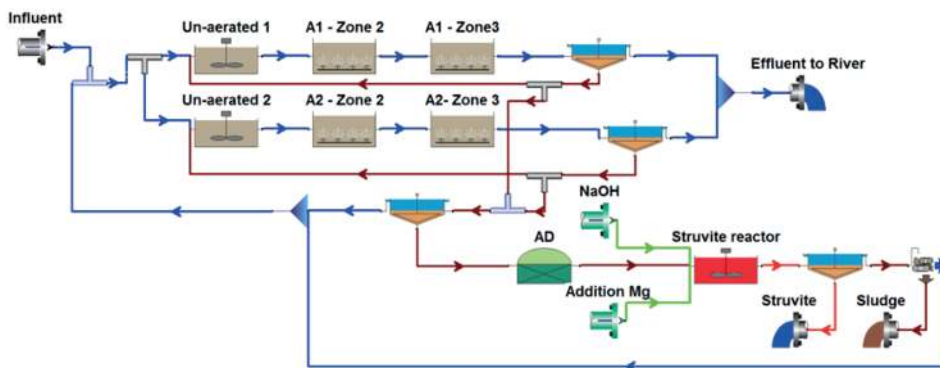 Influent
Un-aerated 1
A1 - Zone 2
A1 - Zone3
Effluent to River
Un-aerated 2
A2 - Zone 2
A2- Zone 3
NaOH
AD
Struvite reactor
Addition Mg
Struvite
Sludge